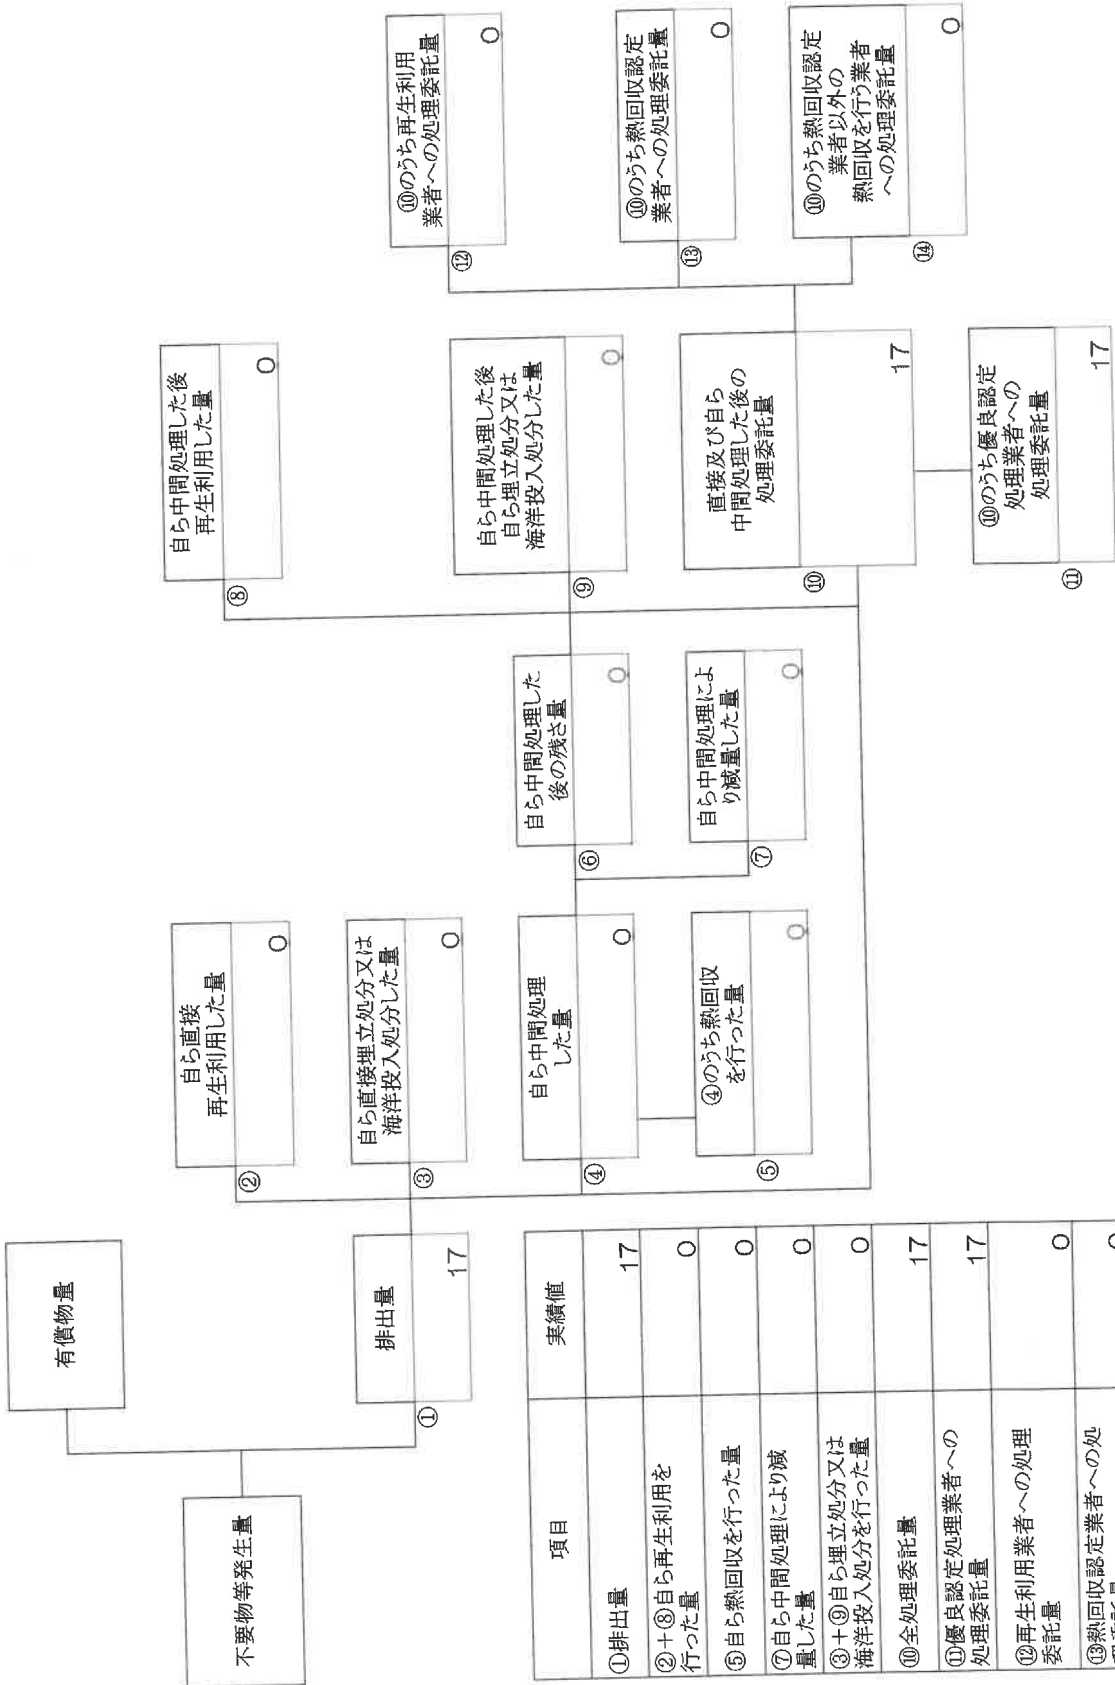 不要物等発生量
有償物量
排出量
①
17
自ら直接
再生利用した量
②
0
自ら直接埋立処分又は
海洋投入処分した量
③
0
自ら中間処理
した量
④
0
④のうち熱回収
を行った量
⑤
0
自ら中間処理した
後の残さ量
⑥
0
自ら中間処理によ
り減量した量
⑦
0
自ら中間処理した後
再生利用した量
⑧
0
自ら中間処理した後
自ら埋立処分又は
海洋投入処分した量
⑨
0
直接及び自ら
中間処理した後の
処理委託量
⑩
17
⑩のうち優良認定
処理業者への
処理委託量
⑪
17
⑩のうち再生利用
業者への処理委託量
⑫
0
⑩のうち熱回収認定
業者への処理委託量
⑬
0
⑩のうち熱回収認定
業者以外の
熱回収を行う業者
への処理委託量
⑭
0
項目 実績値
①排出量 17
②+⑧自ら再生利用を
行った量 0
⑤自ら熱回収を行った量 0
⑦自ら中間処理により減
量した量 0
③+⑨自ら埋立処分又は
海洋投入処分を行った量 0
⑩全処理委託量 17
⑪優良認定処理業者への
処理委託量 17
⑫再生利用業者への処理
委託量 0
⑬熱回収認定業者への処
0